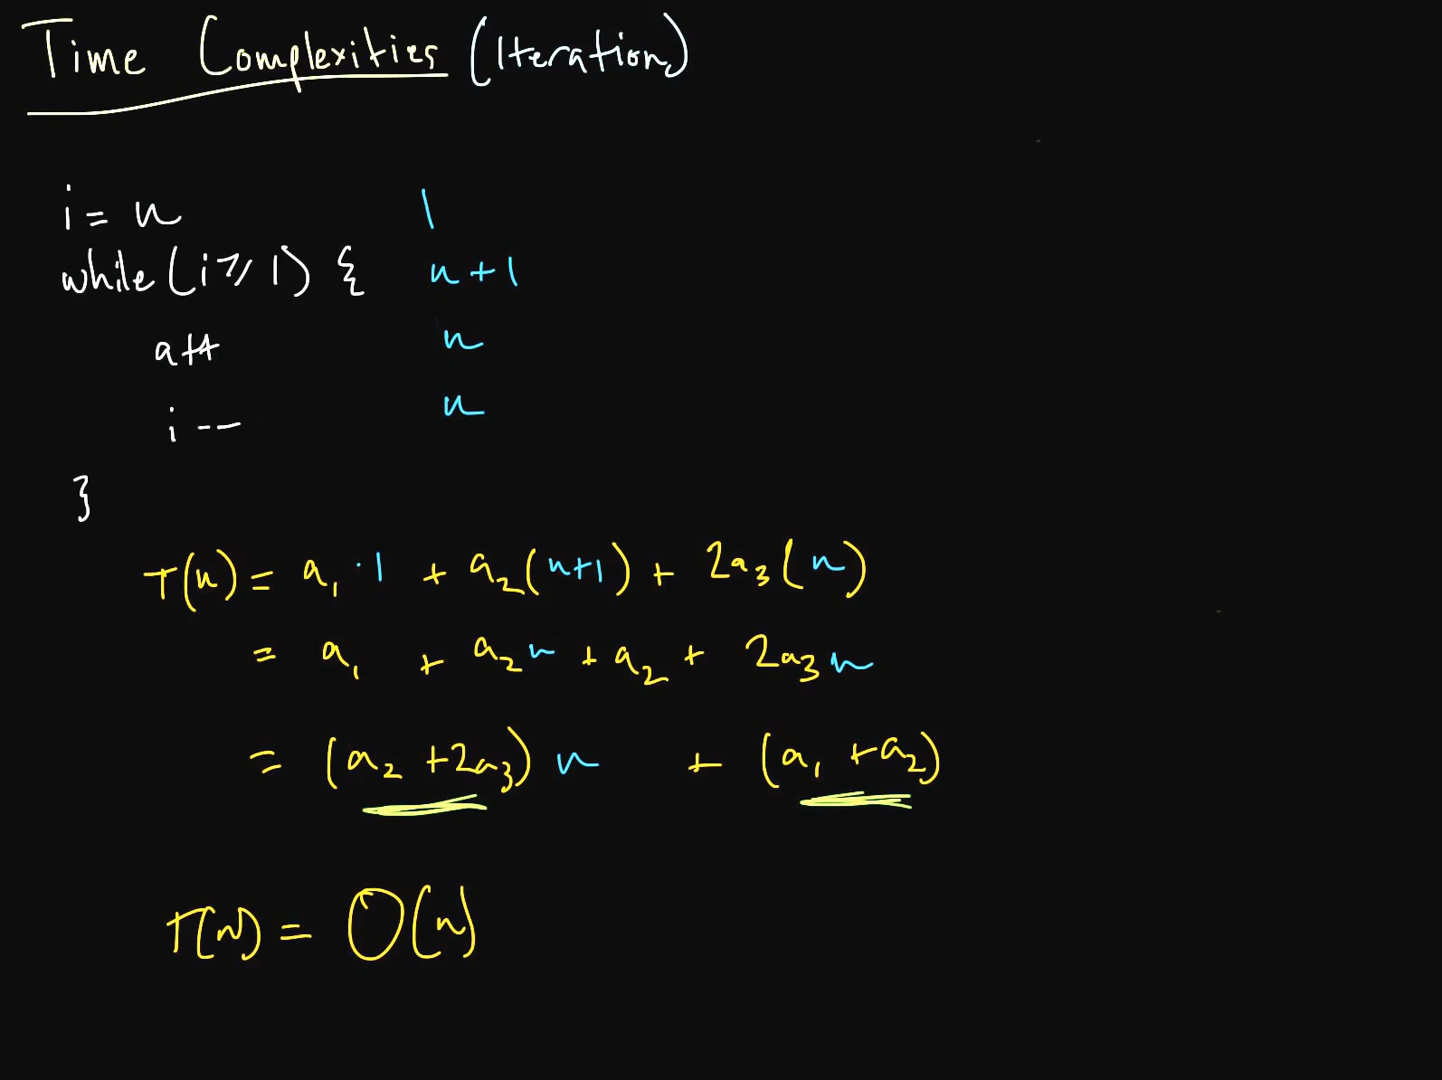 Time Complexities (Iteration)
i = n 1
while (i ≥ 1) { n + 1
a++ n
i -- n
}
T(n) = a₁ · 1 + a₂(n+1) + 2a₃(n)
= a₁ + a₂n + a₂ + 2a₃n
= (a₂ + 2a₃) n + (a₁ + a₂)
T(n) = O(n)